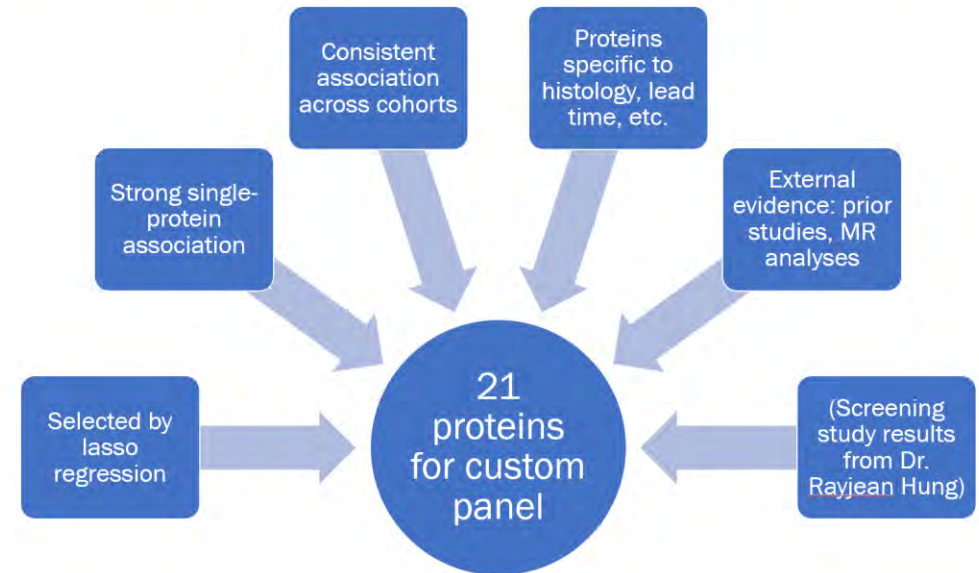 Selected by
lasso
regression
Strong single-
protein
association
Consistent
association
across cohorts
Proteins
specific to
histology, lead
time, etc.
External
evidence: prior
studies, MR
analyses
(Screening
study results
from Dr.
Rayjean Hung)
21
proteins
for custom
panel